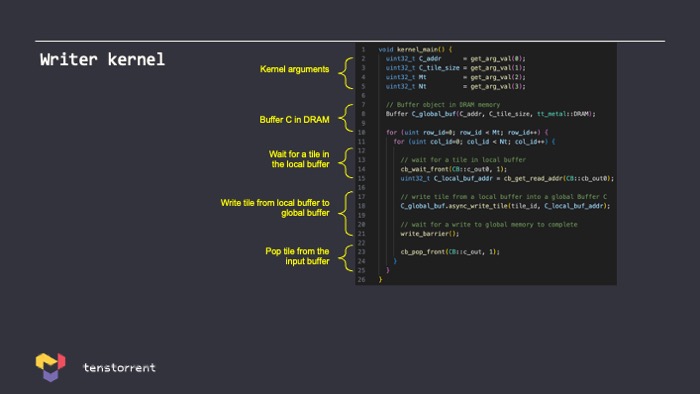 Writer kernel
Kernel arguments
Buffer C in DRAM
Wait for a tile in
the local buffer
Write tile from local buffer to
global buffer
Pop tile from the
input buffer
1 void kernel_main() {
2 uint32_t C_addr = get_arg_val(0);
3 uint32_t C_tile_size = get_arg_val(1);
4 uint32_t Mt = get_arg_val(2);
5 uint32_t Nt = get_arg_val(3);
6
7 // Buffer object in DRAM memory
8 Buffer C_global_buf(C_addr, C_tile_size, tt_metal::DRAM);
9
10 for (uint row_id=0; row_id < Mt; row_id++) {
11 for (uint col_id=0; col_id < Nt; col_id++) {
12
13 // wait for a tile in local buffer
14 cb_wait_front(CB::c_out0, 1);
15 uint32_t C_local_buf_addr = cb_get_read_addr(CB::cb_out0);
16
17 // write tile from a local buffer into a global Buffer C
18 C_global_buf.async_write_tile(tile_id, C_local_buf_addr);
19
20 // wait for a write to global memory to complete
21 write_barrier();
22
23 cb_pop_front(CB::c_out, 1);
24 }
25 }
26 }
tenstorrent